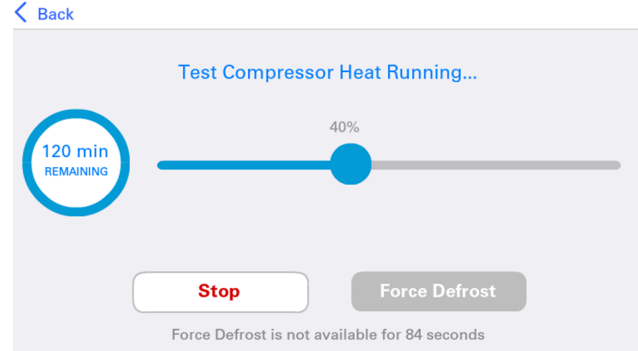 Back
Test Compressor Heat Running...
40%
120 min
REMAINING
Stop
Force Defrost
Force Defrost is not available for 84 seconds